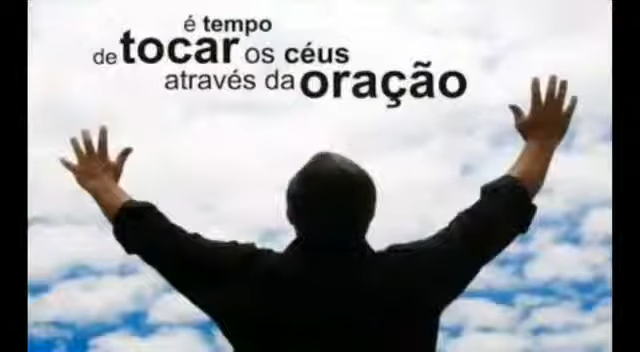 é tempo
de tocar os céus
através da oração